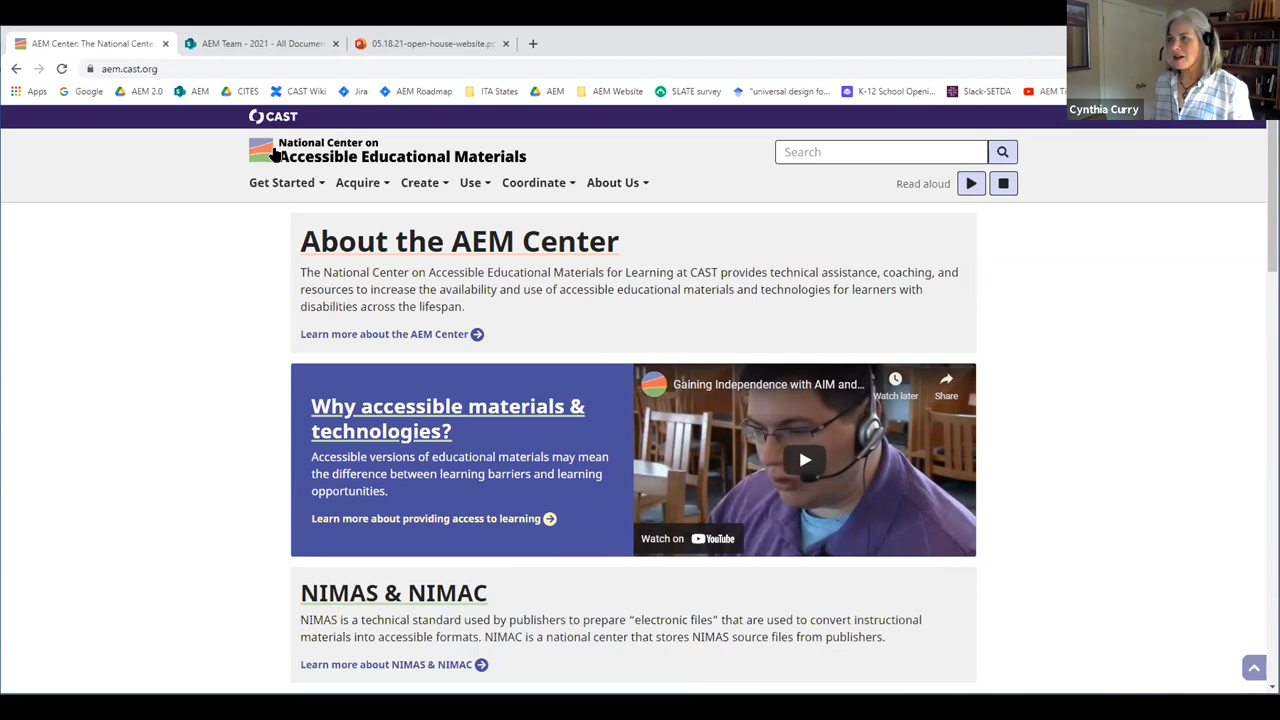 AEM Center: The National Cente
AEM Team - 2021 - All Documen
05.18.21-open-house-website.pp
aem.cast.org
Apps
Google
AEM 2.0
AEM
CITES
CAST Wiki
Jira
AEM Roadmap
ITA States
AEM
AEM Website
SLATE survey
"universal design fo...
K-12 School Openi...
Slack-SETDA
AEM Ti
Cynthia Curry
CAST
National Center on
Accessible Educational Materials
Search
Get Started
Acquire
Create
Use
Coordinate
About Us
Read aloud
About the AEM Center
The National Center on Accessible Educational Materials for Learning at CAST provides technical assistance, coaching, and
resources to increase the availability and use of accessible educational materials and technologies for learners with
disabilities across the lifespan.
Learn more about the AEM Center
Why accessible materials &
technologies?
Accessible versions of educational materials may mean
the difference between learning barriers and learning
opportunities.
Learn more about providing access to learning
Gaining Independence with AIM and...
Watch later
Share
Watch on YouTube
NIMAS & NIMAC
NIMAS is a technical standard used by publishers to prepare “electronic files” that are used to convert instructional
materials into accessible formats. NIMAC is a national center that stores NIMAS source files from publishers.
Learn more about NIMAS & NIMAC